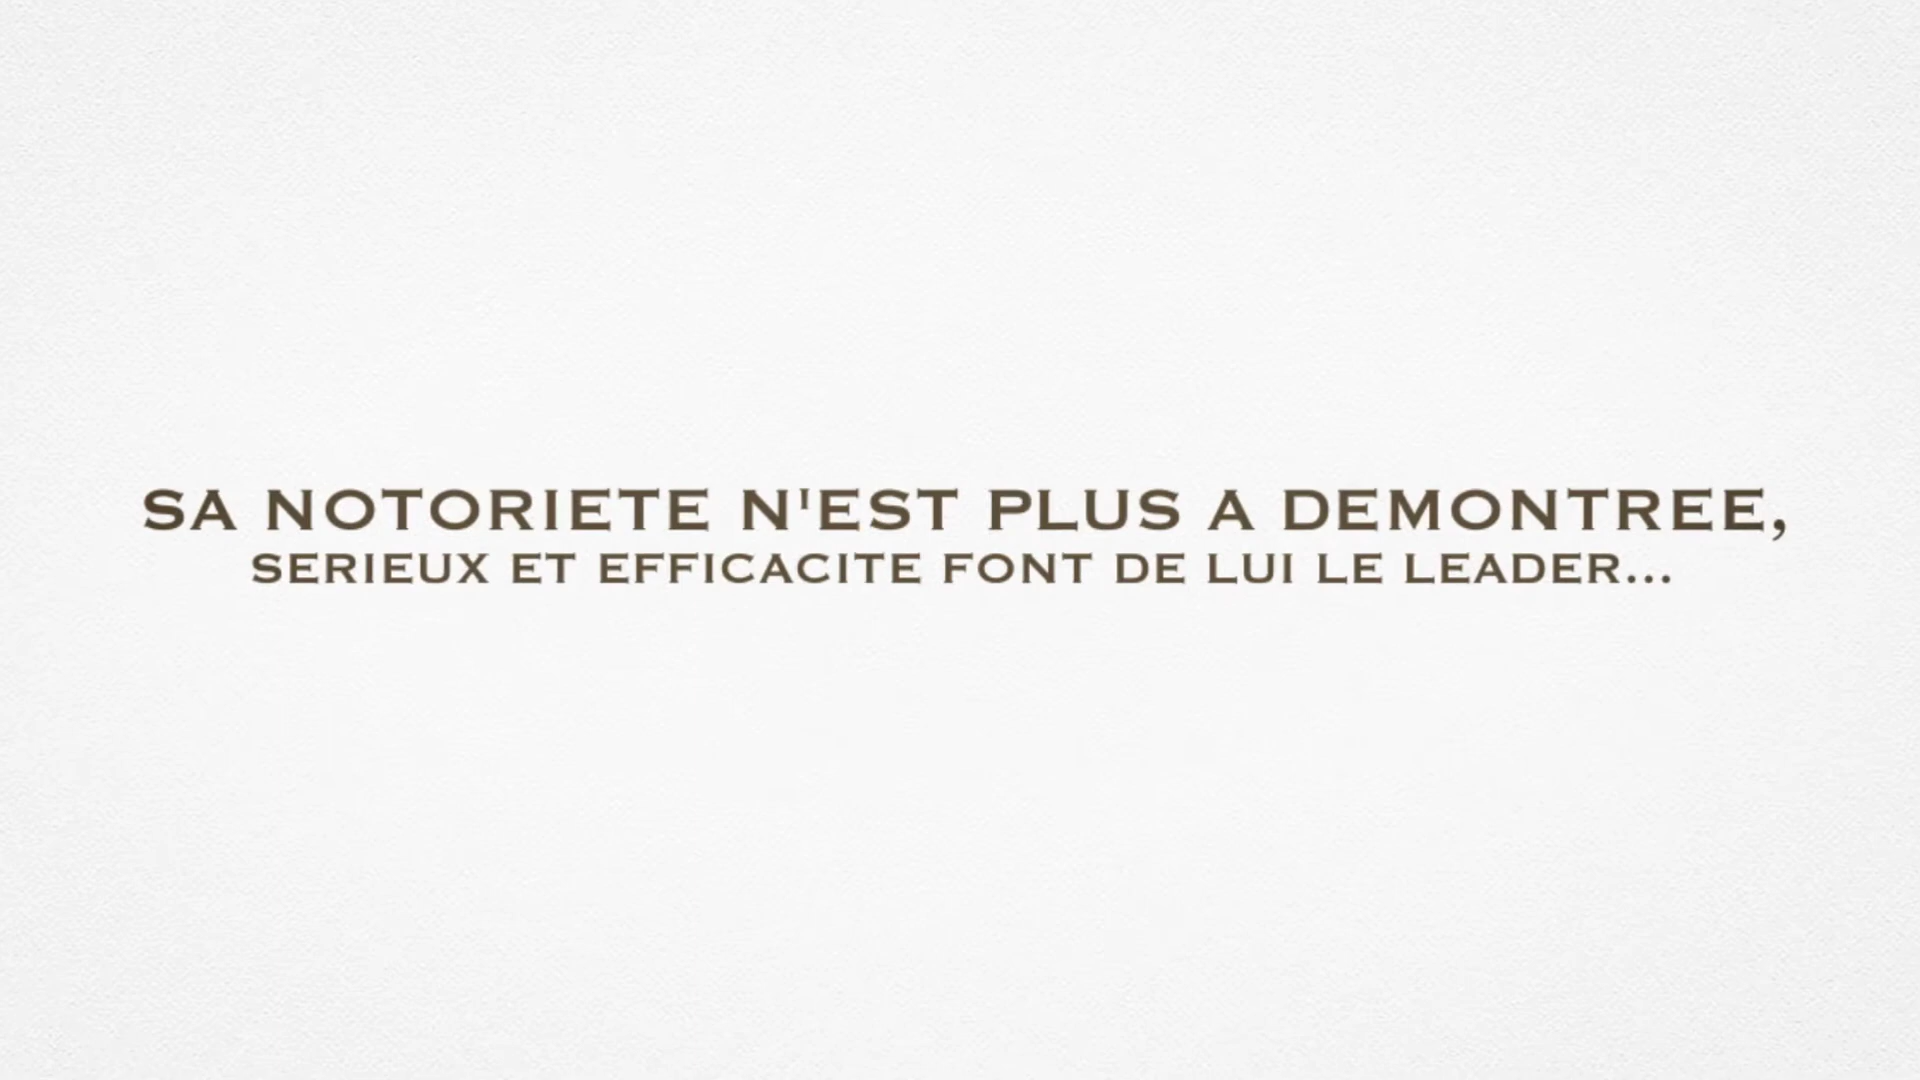 SA NOTORIETE N'EST PLUS A DEMONTREE,
SERIEUX ET EFFICACITE FONT DE LUI LE LEADER...